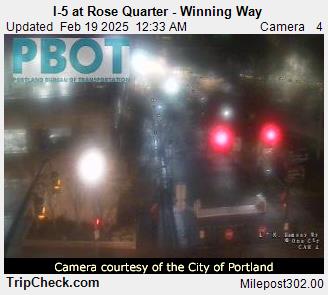 I-5 at Rose Quarter - Winning Way
Updated Feb 19 2025 12:33 AM Camera 4
PBOT
PORTLAND BUREAU OF TRANSPORTATION
Camera courtesy of the City of Portland
TripCheck.com Milepost302.00